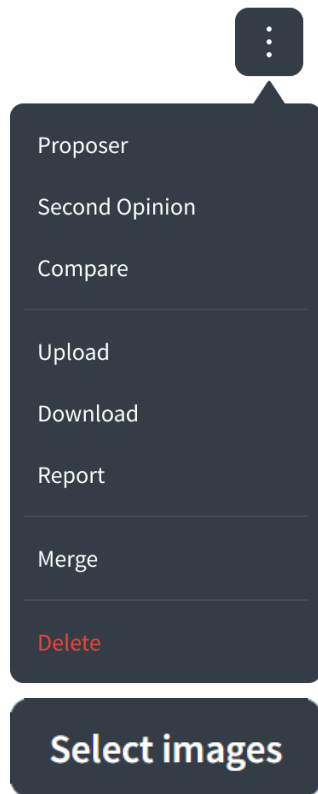 Proposer
Second Opinion
Compare
Upload
Download
Report
Merge
Delete
Select images